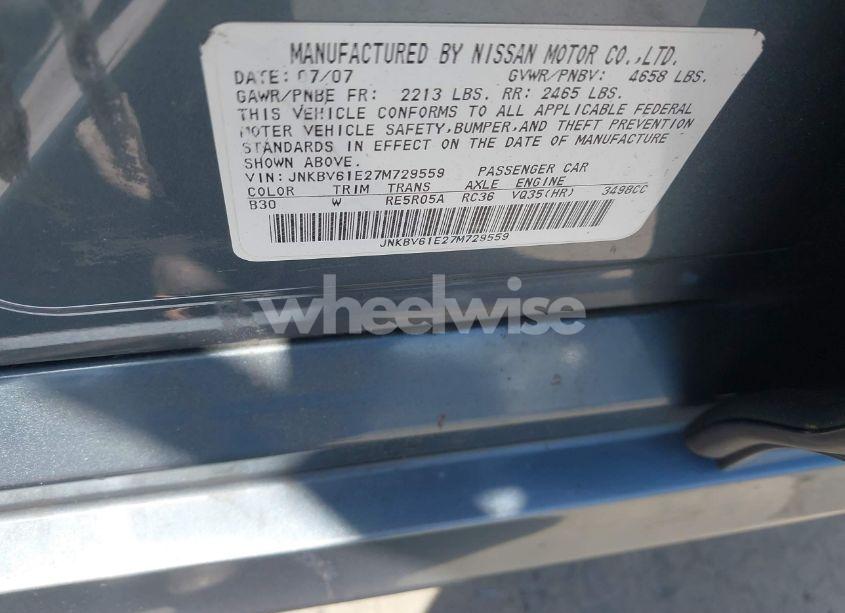 MANUFACTURED BY NISSAN MOTOR CO.,LTD.
DATE: 07/07 GVWR/PNBV: 4658 LBS.
GAWR/PNBE FR: 2213 LBS. RR: 2465 LBS.
THIS VEHICLE CONFORMS TO ALL APPLICABLE FEDERAL
MOTER VEHICLE SAFETY,BUMPER,AND THEFT PREVENTION
STANDARDS IN EFFECT ON THE DATE OF MANUFACTURE
SHOWN ABOVE.
VIN: JNKBV61E27M729559 PASSENGER CAR
COLOR TRIM TRANS AXLE ENGINE
B30 W RE5R05A RC36 VQ35(HR) 3498CC
JNKBV61E27M729559
wheelwise